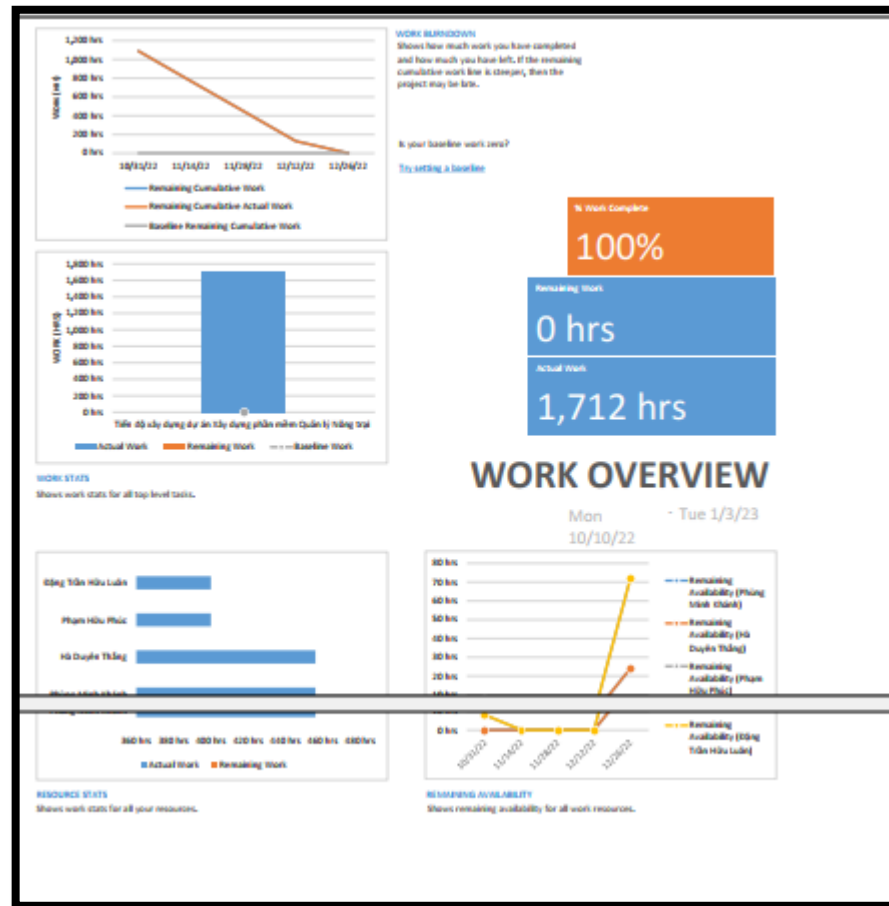 1,200 hrs
1,000 hrs
800 hrs
600 hrs
400 hrs
200 hrs
0 hrs
Work (Hr)
10/31/22 11/14/22 11/28/22 12/12/22 12/26/22
Remaining Cumulative Work
Remaining Cumulative Actual Work
Baseline Remaining Cumulative Work
WORK BURNDOWN
Shows how much work you have completed
and how much you have left. If the remaining
cumulative work line is steeper, then the
project may be late.
Is your baseline work zero?
Try setting a baseline
% Work Complete
100%
Remaining Work
0 hrs
Actual Work
1,712 hrs
1,800 hrs
1,600 hrs
1,400 hrs
1,200 hrs
1,000 hrs
800 hrs
600 hrs
400 hrs
200 hrs
0 hrs
WORK (HRS)
Tiến độ xây dựng dự án Xây dựng phần mềm Quản lý Nông trại
Actual Work Remaining Work Baseline Work
WORK STATS
Shows work stats for all top level tasks.
WORK OVERVIEW
Mon
10/10/22
- Tue 1/3/23
Đặng Trần Hữu Luân
Phạm Hữu Phúc
Hà Duyên Thắng
Phùng Minh Khánh
360 hrs 380 hrs 400 hrs 420 hrs 440 hrs 460 hrs 480 hrs
Actual Work Remaining Work
RESOURCE STATS
Shows work stats for all your resources.
80 hrs
70 hrs
60 hrs
50 hrs
40 hrs
30 hrs
20 hrs
0 hrs
10/31/22 11/14/22 11/28/22 12/12/22 12/26/22
Remaining
Availability (Phùng
Minh Khánh)
Remaining
Availability (Hà
Duyên Thắng)
Remaining
Availability (Phạm
Hữu Phúc)
Remaining
Availability (Đặng
Trần Hữu Luân)
REMAINING AVAILABILITY
Shows remaining availability for all work resources.